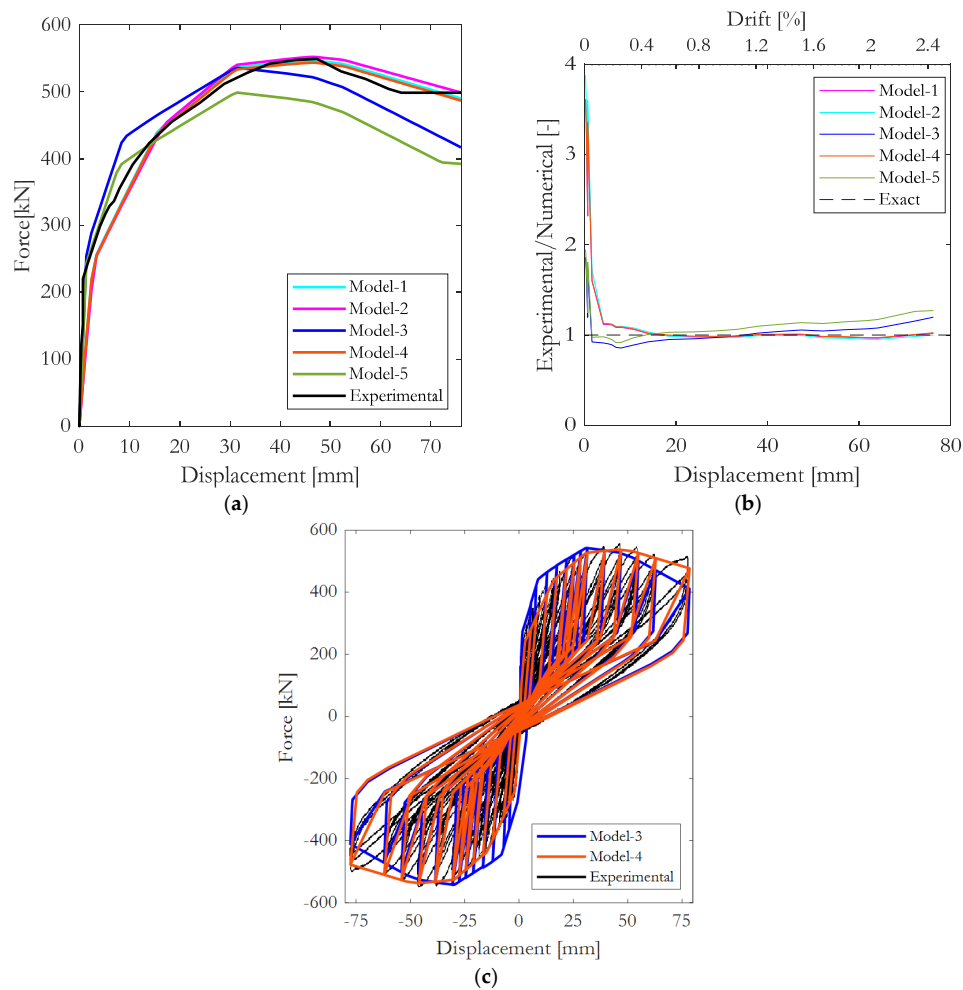 600
500
400
300
200
100
0
0 10 20 30 40 50 60 70
Force[kN]
Displacement [mm]
Model-1
Model-2
Model-3
Model-4
Model-5
Experimental
(a)
Drift [%]
0 0.4 0.8 1.2 1.6 2 2.4
4
3
2
1
0
0 20 40 60 80
Experimental/Numerical [-]
Displacement [mm]
Model-1
Model-2
Model-3
Model-4
Model-5
Exact
(b)
600
400
200
0
-200
-400
-600
-75 -50 -25 0 25 50 75
Force [kN]
Displacement [mm]
Model-3
Model-4
Experimental
(c)